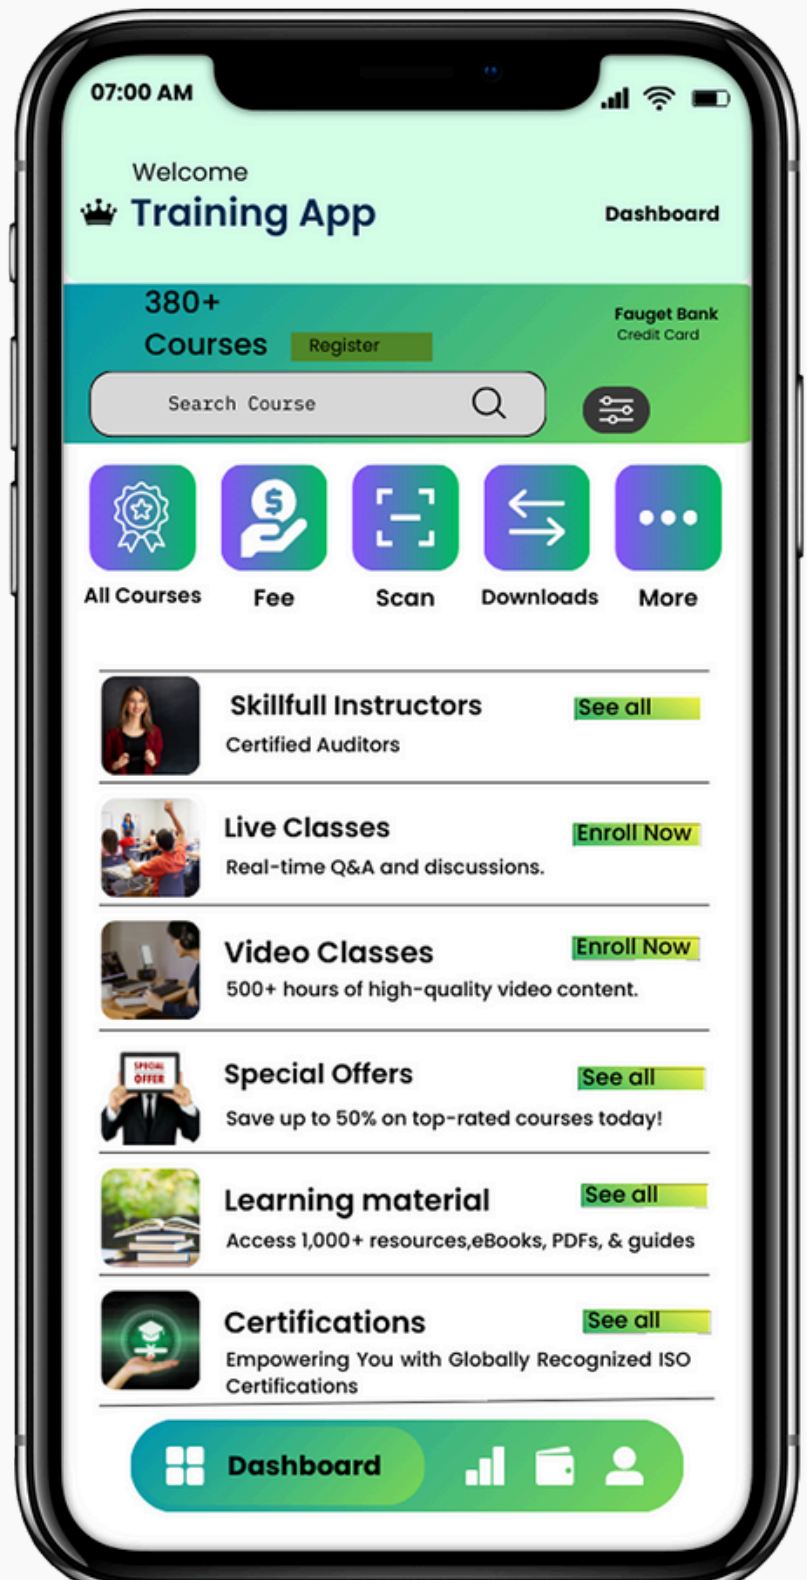 07:00 AM
Welcome
Training App
Dashboard
380+
Courses
Register
Fauget Bank
Credit Card
Search Course
All Courses
Fee
Scan
Downloads
More
Skillfull Instructors
See all
Certified Auditors
Live Classes
Enroll Now
Real-time Q&A and discussions.
Video Classes
Enroll Now
500+ hours of high-quality video content.
SPECIAL
OFFER
Special Offers
See all
Save up to 50% on top-rated courses today!
Learning material
See all
Access 1,000+ resources,eBooks, PDFs, & guides
Certifications
See all
Empowering You with Globally Recognized ISO
Certifications
Dashboard